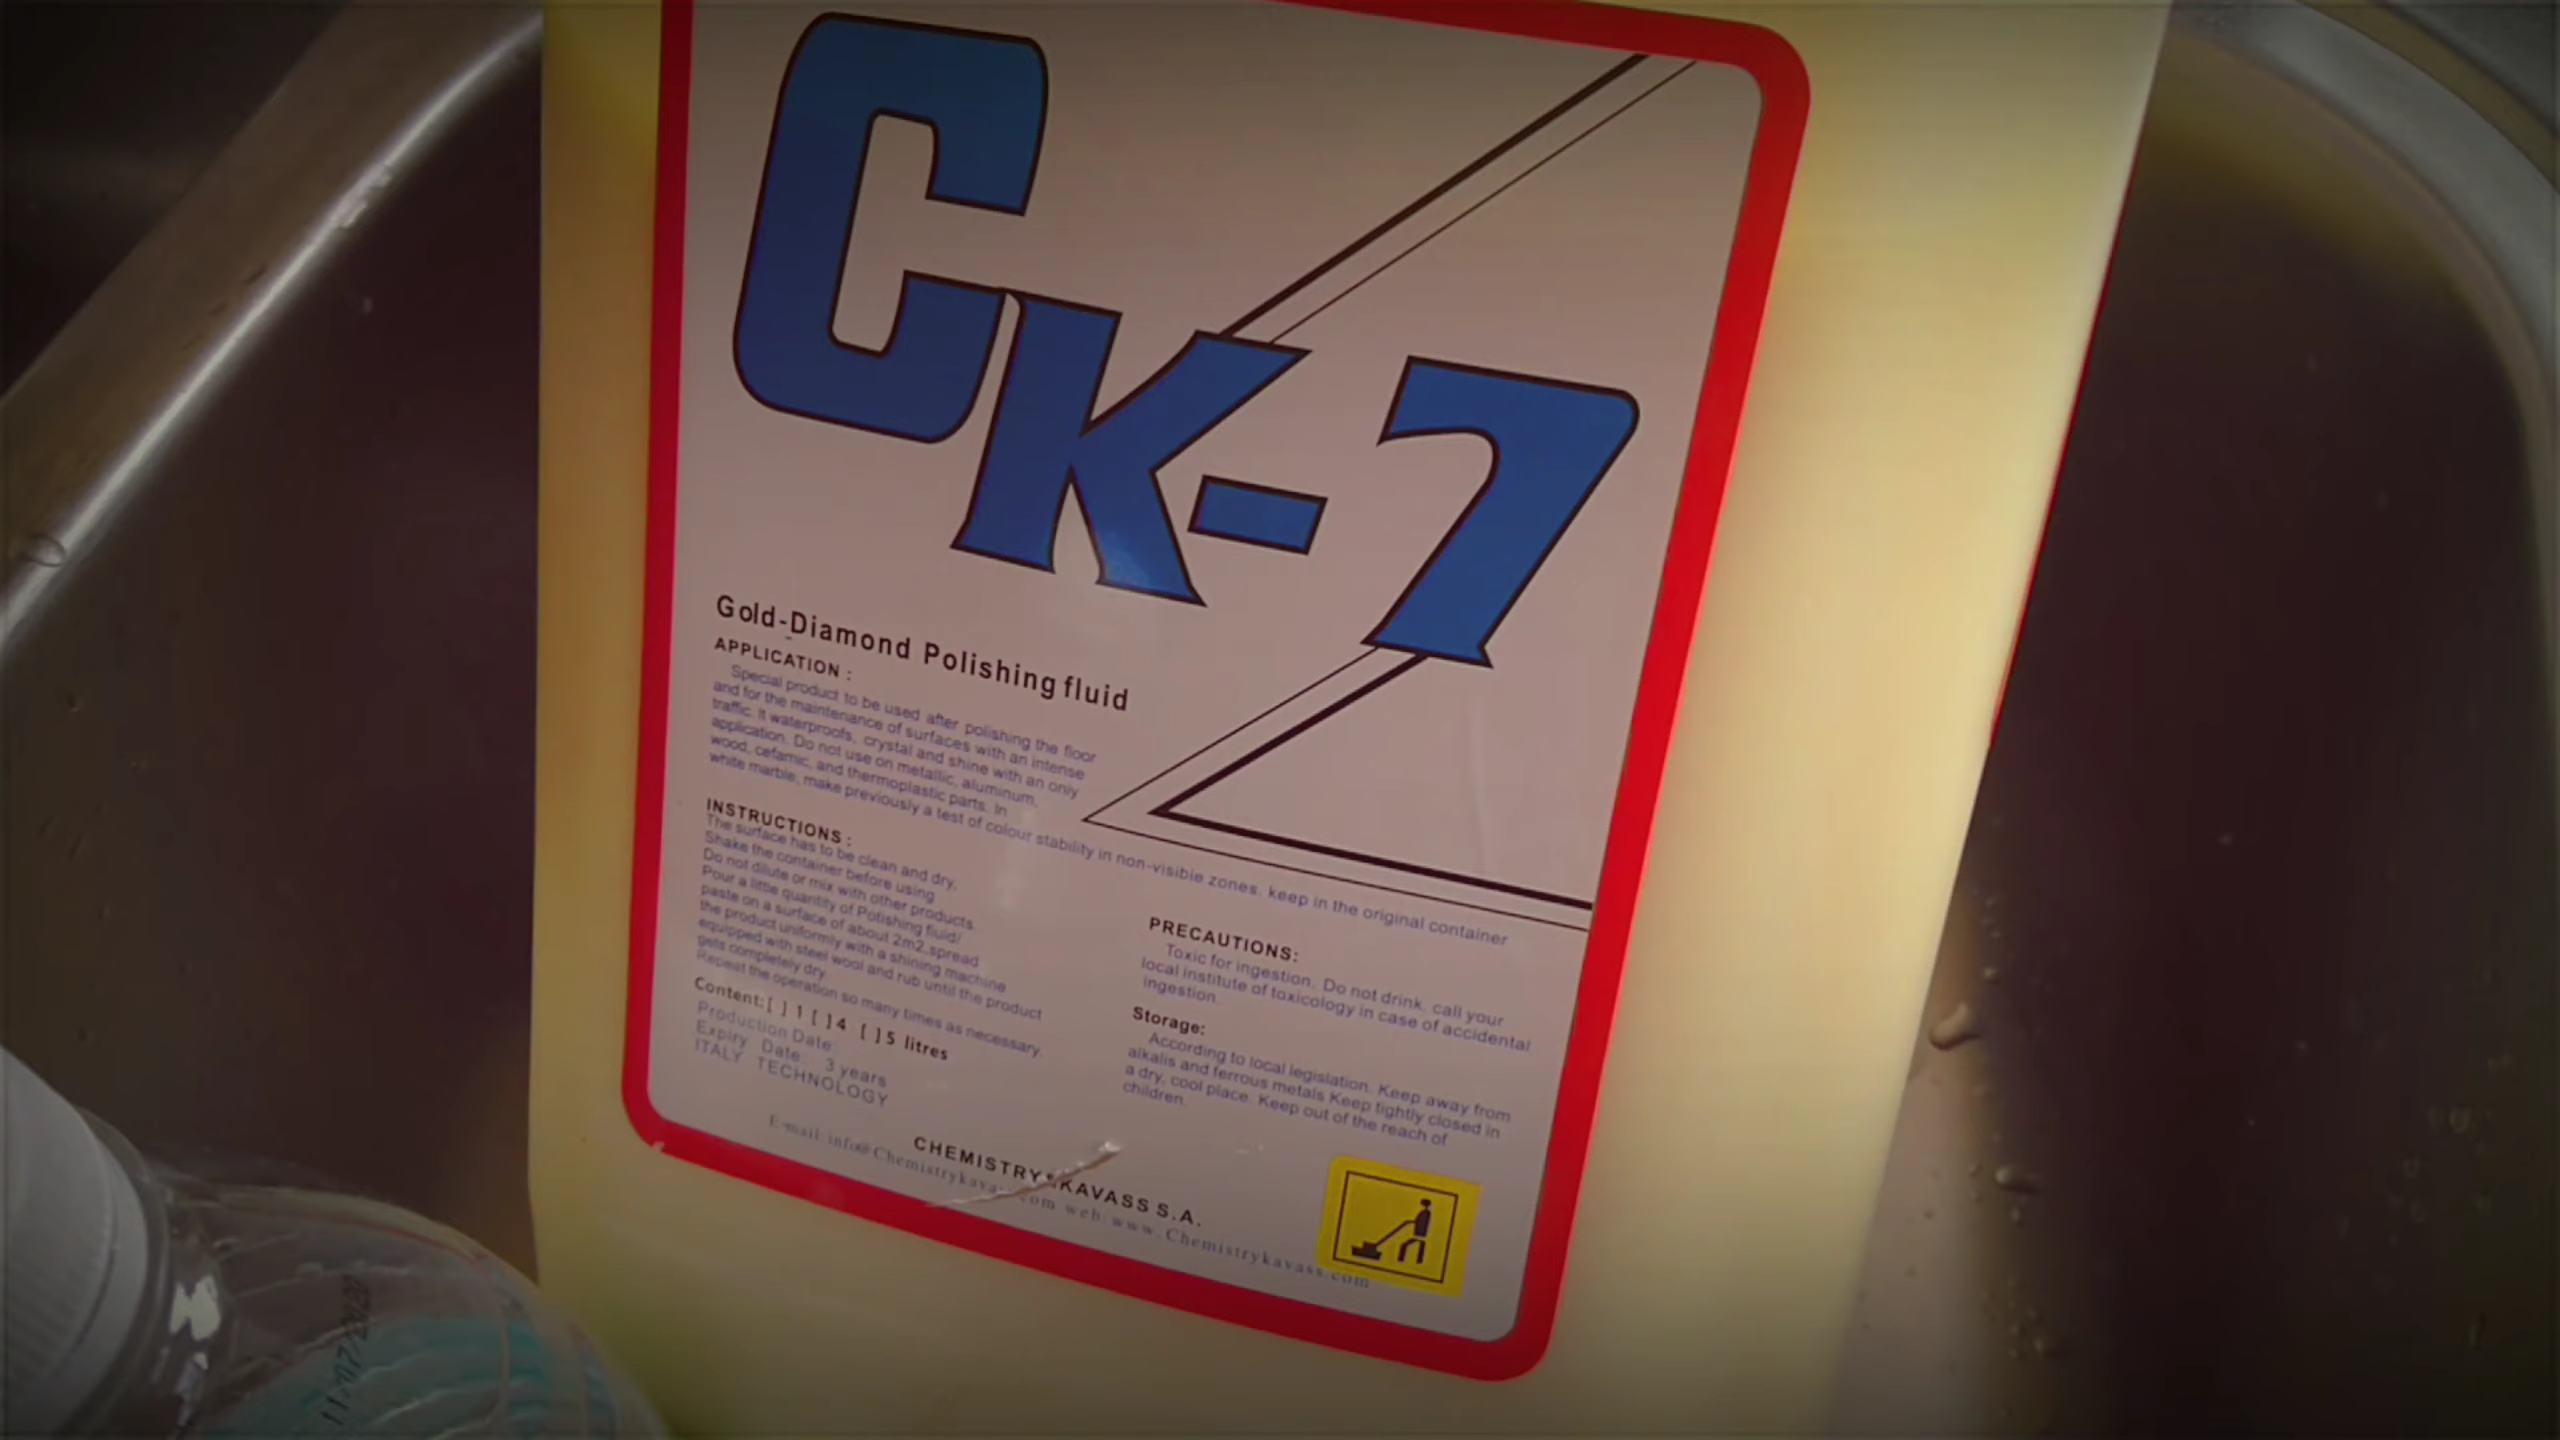 CK-7
Gold-Diamond Polishing fluid
APPLICATION :
Special product to be used after polishing the floor
and for the maintenance of surfaces with an intense
traffic. It waterproofs, crystal and shine with an only
application. Do not use on metallic, aluminum,
wood, cefamic, and thermoplastic parts. In
white marble, make previously a test of colour stability in non-visible zones. keep in the original container
INSTRUCTIONS :
The surface has to be clean and dry,
Shake the container before using
Do not dilute or mix with other products
Pour a little quantity of Polishing fluid/
paste on a surface of about 2m2,spread
the product uniformly with a shining machine
equipped with steel wool and rub until the product
gets completely dry.
Repeat the operation so many times as necessary.
Content:[ ] 1 [ ] 4 [ ] 5 litres
Production Date:
Expiry Date: 3 years
ITALY TECHNOLOGY
PRECAUTIONS:
Toxic for ingestion. Do not drink, call your
local institute of toxicology in case of accidental
ingestion.
Storage:
According to local legislation. Keep away from
alkalis and ferrous metals Keep tightly closed in
a dry, cool place. Keep out of the reach of
children.
CHEMISTRY&KAVASS S.A.
E-mail: info@Chemistrykavass.com web: www. Chemistrykavass.com